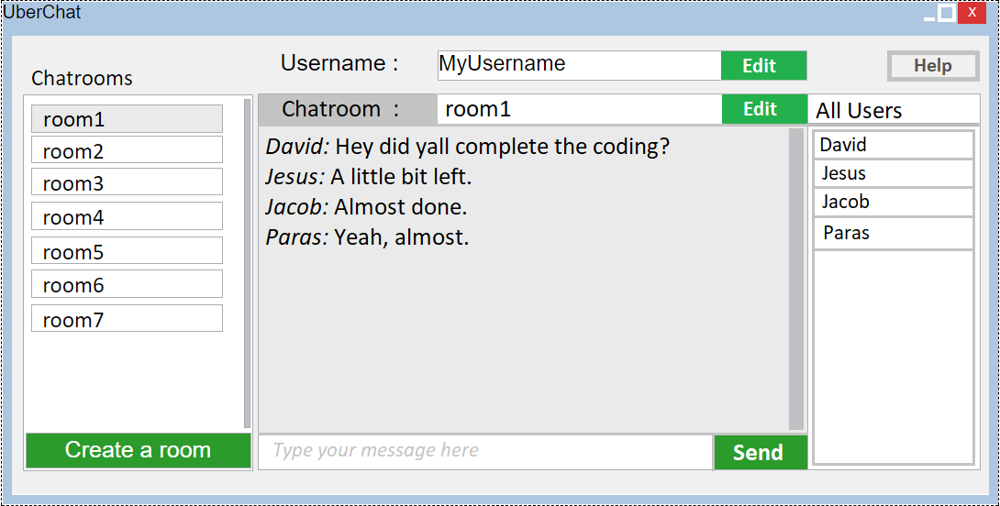 UberChat
X
Username :
MyUsername
Edit
Help
Chatrooms
room1
room2
room3
room4
room5
room6
room7
Create a room
Chatroom :
room1
Edit
David: Hey did yall complete the coding?
Jesus: A little bit left.
Jacob: Almost done.
Paras: Yeah, almost.
Type your message here
Send
All Users
David
Jesus
Jacob
Paras